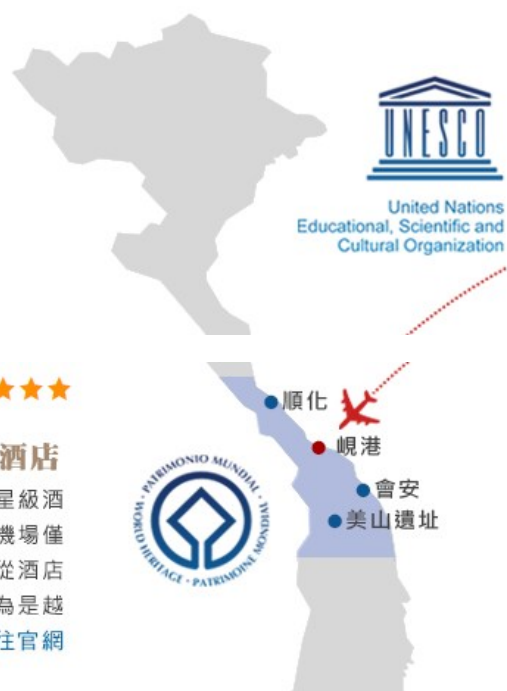 UNESCO
United Nations
Educational, Scientific and
Cultural Organization
順化
峴港
會安
美山遺址
PATRIMONIO MUNDIAL • WORLD HERITAGE • PATRIMOINE MONDIAL •
酒店
星級酒
機場僅
從酒店
為是越
往官網